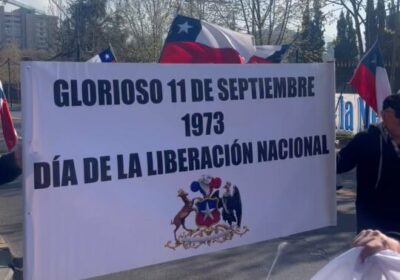 GLORIOSO 11 DE SEPTIEMBRE
1973
DÍA DE LA LIBERACIÓN NACIONAL